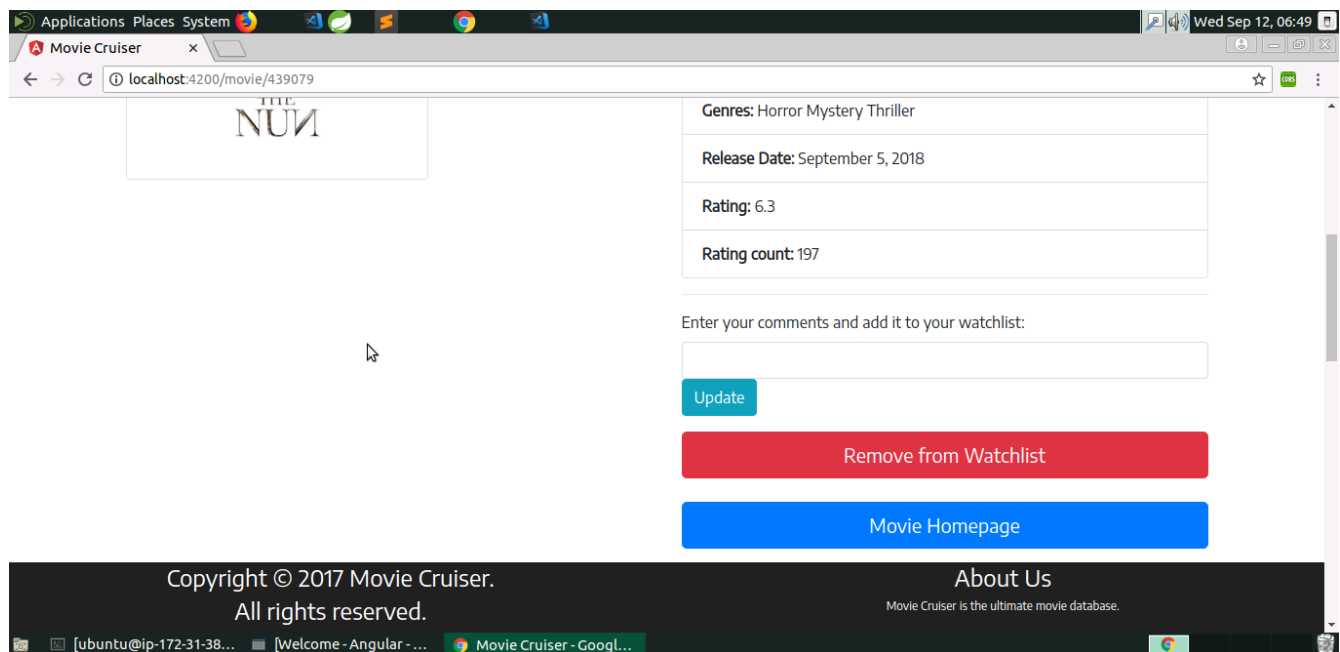 Applications Places System
Wed Sep 12, 06:49
Movie Cruiser
localhost:4200/movie/439079
CORS
THE
NUN
Genres: Horror Mystery Thriller
Release Date: September 5, 2018
Rating: 6.3
Rating count: 197
Enter your comments and add it to your watchlist:
Update
Remove from Watchlist
Movie Homepage
Copyright © 2017 Movie Cruiser.
All rights reserved.
About Us
Movie Cruiser is the ultimate movie database.
[ubuntu@ip-172-31-38...
[Welcome - Angular - ...
Movie Cruiser - Googl...